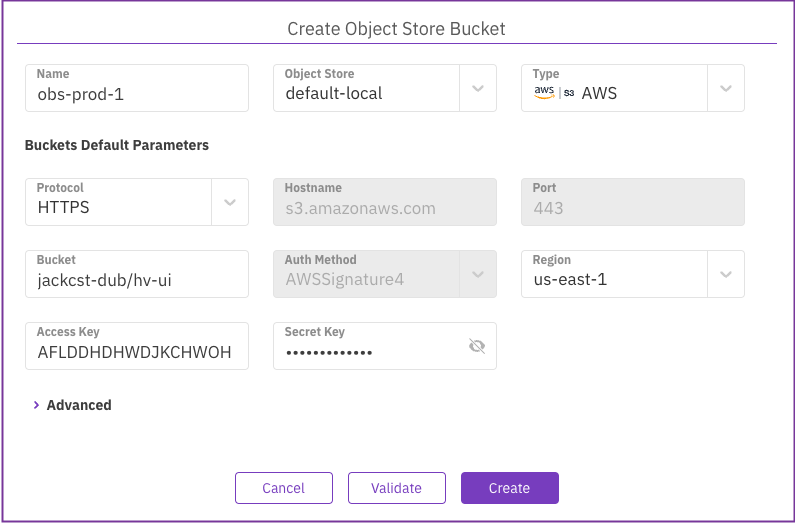 Create Object Store Bucket
Name
obs-prod-1
Object Store
default-local
Type
aws S3 AWS
Buckets Default Parameters
Protocol
HTTPS
Hostname
s3.amazonaws.com
Port
443
Bucket
jackcst-dub/hv-ui
Auth Method
AWSSignature4
Region
us-east-1
Access Key
AFLDDHDHWDJKCHWOH
Secret Key
•••••••••••••
Advanced
Cancel
Validate
Create